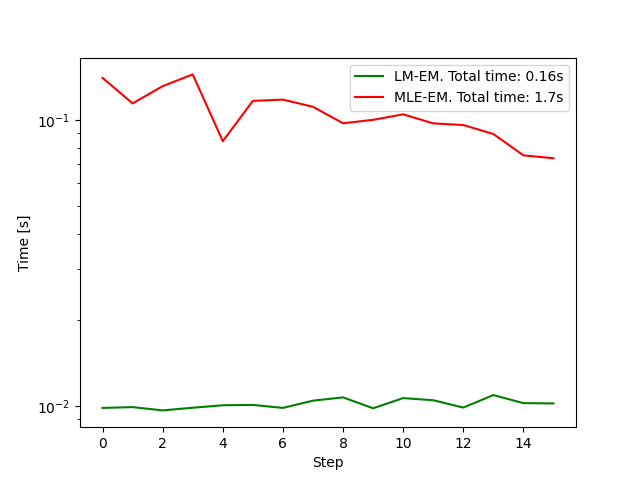 LM-EM. Total time: 0.16s
MLE-EM. Total time: 1.7s
10⁻¹
Time [s]
10⁻²
0 2 4 6 8 10 12 14
Step